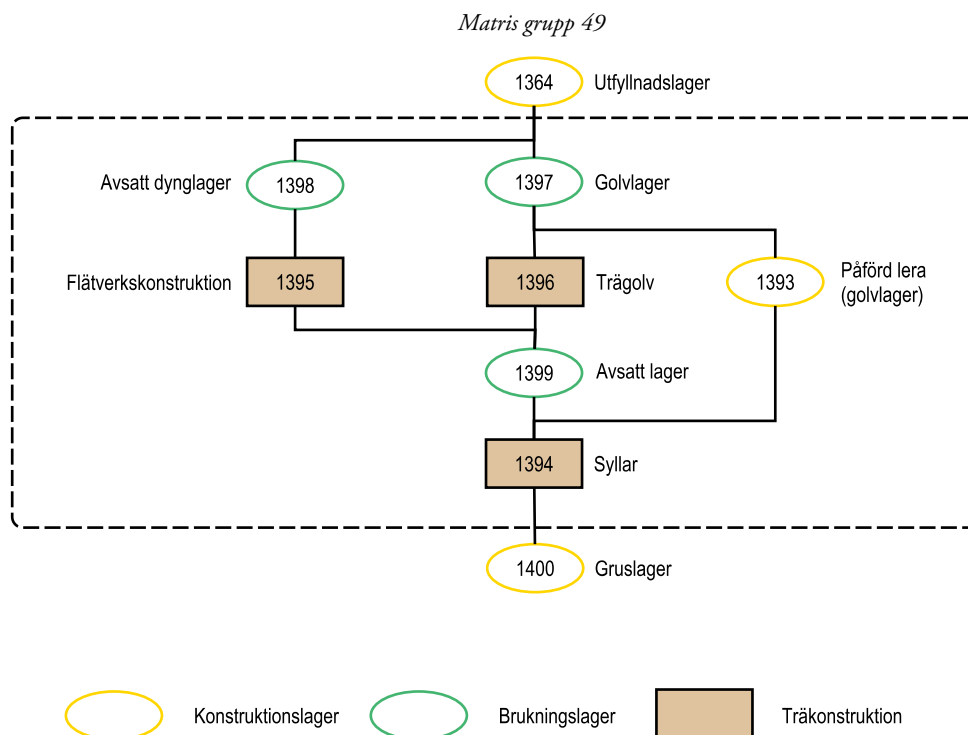 Matris grupp 49
1364 Utfyllnadslager
Avsatt dynglager 1398 1397 Golvlager
Flätverkskonstruktion 1395 1396 Trägolv 1393 Påförd lera
(golvlager)
1399 Avsatt lager
1394 Syllar
1400 Gruslager
Konstruktionslager Brukningslager Träkonstruktion